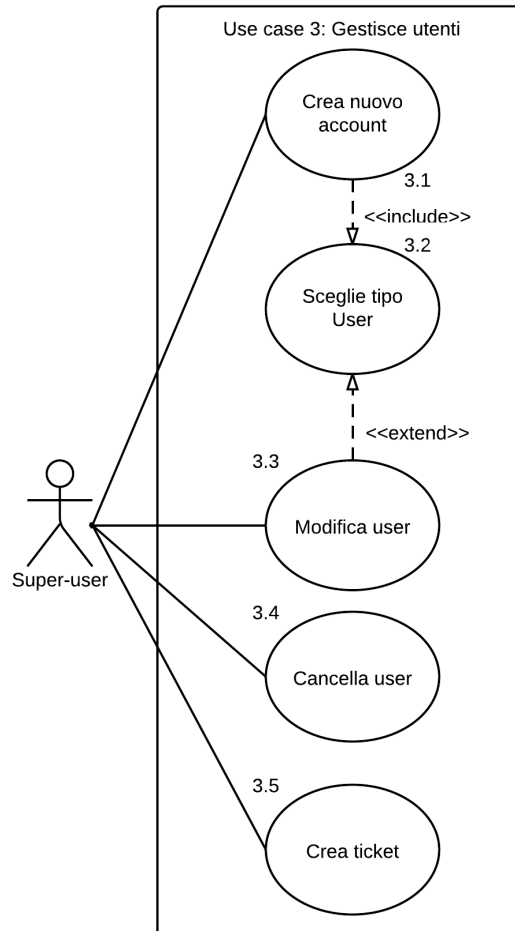 Use case 3: Gestisce utenti
Crea nuovo
account
3.1
<<include>>
3.2
Sceglie tipo
User
<<extend>>
3.3
Modifica user
Super-user
3.4
Cancella user
3.5
Crea ticket